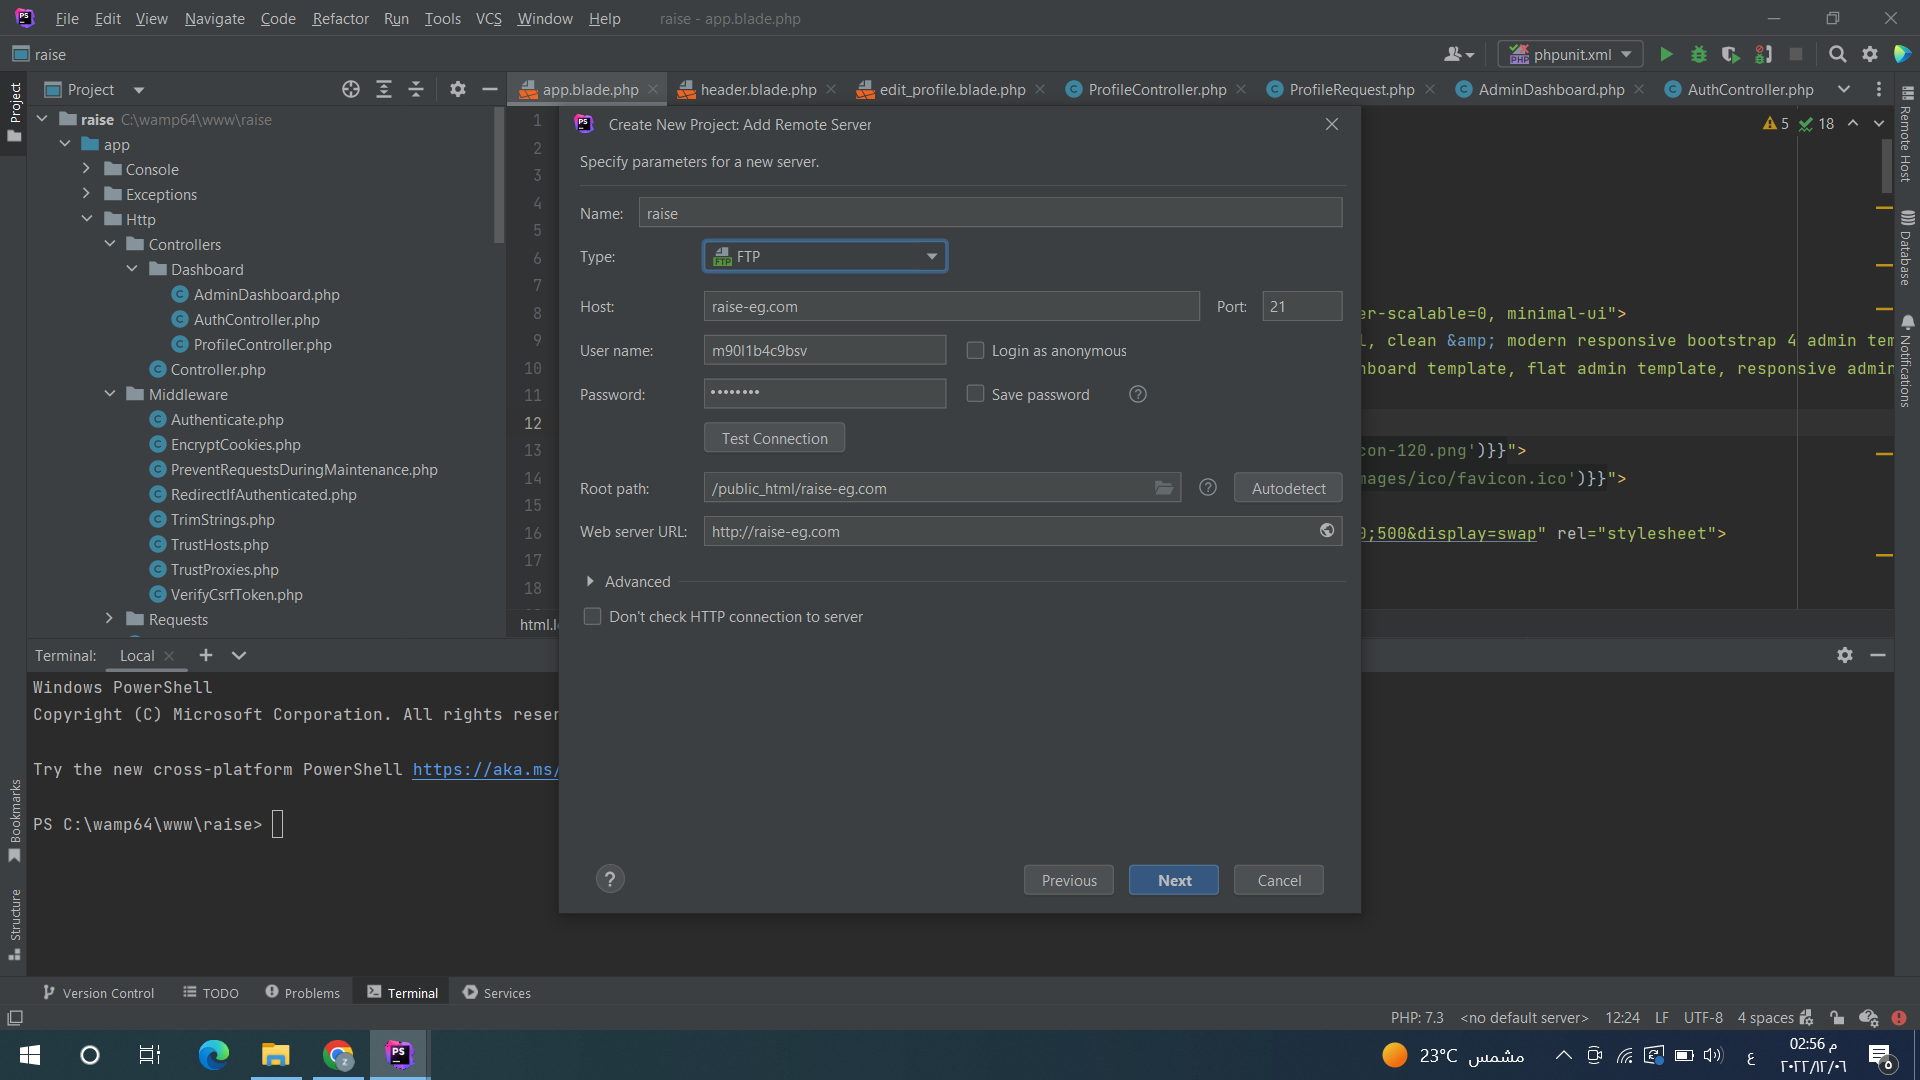 File Edit View Navigate Code Refactor Run Tools VCS Window Help raise - app.blade.php
raise
phpunit.xml
Project
app.blade.php header.blade.php edit_profile.blade.php ProfileController.php ProfileRequest.php AdminDashboard.php AuthController.php
Project
Remote Host
Database
Notifications
Bookmarks
Structure
raise C:\wamp64\www\raise
app
Console
Exceptions
Http
Controllers
Dashboard
AdminDashboard.php
AuthController.php
ProfileController.php
Controller.php
Middleware
Authenticate.php
EncryptCookies.php
PreventRequestsDuringMaintenance.php
RedirectIfAuthenticated.php
TrimStrings.php
TrustHosts.php
TrustProxies.php
VerifyCsrfToken.php
Requests
1
2
3
4
5
6
7
8
9
10
11
12
13
14
15
16
17
18
5 18
er-scalable=0, minimal-ui">
, clean &amp; modern responsive bootstrap 4 admin tem
board template, flat admin template, responsive admin
con-120.png')}}">
mages/ico/favicon.ico')}}">
0;500&display=swap" rel="stylesheet">
html.l
Create New Project: Add Remote Server
Specify parameters for a new server.
Name: raise
Type: FTP
Host: raise-eg.com Port: 21
User name: m90l1b4c9bsv Login as anonymous
Password: •••••••• Save password
Test Connection
Root path: /public_html/raise-eg.com Autodetect
Web server URL: http://raise-eg.com
Advanced
Don't check HTTP connection to server
Previous Next Cancel
Terminal: Local
Windows PowerShell
Copyright (C) Microsoft Corporation. All rights reser
Try the new cross-platform PowerShell https://aka.ms/
PS C:\wamp64\www\raise>
Version Control TODO Problems Terminal Services
PHP: 7.3 <no default server> 12:24 LF UTF-8 4 spaces
23°C مشمس
ع
02:56 م
٢٠٢٢/١٢/٠٦
٥